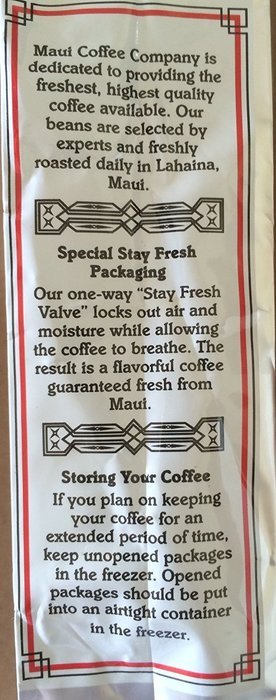 Maui Coffee Company is
dedicated to providing the
freshest, highest quality
coffee available. Our
beans are selected by
experts and freshly
roasted daily in Lahaina,
Maui.
Special Stay Fresh
Packaging
Our one-way "Stay Fresh
Valve" locks out air and
moisture while allowing
the coffee to breathe. The
result is a flavorful coffee
guaranteed fresh from
Maui.
Storing Your Coffee
If you plan on keeping
your coffee for an
extended period of time,
keep unopened packages
in the freezer. Opened
packages should be put
into an airtight container
in the freezer.